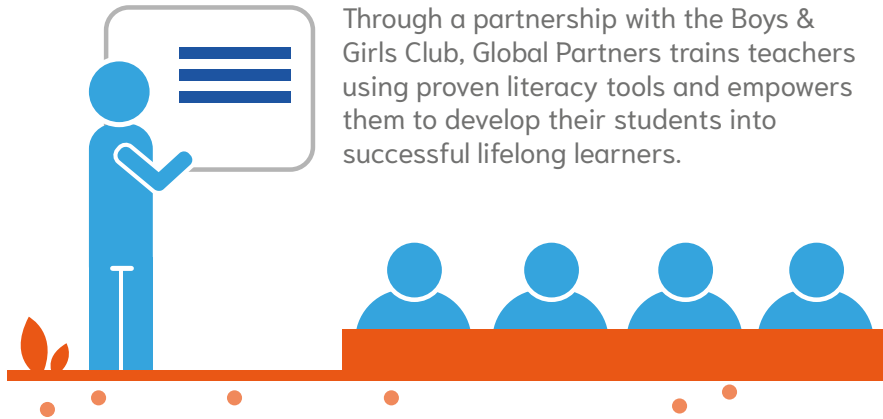 Through a partnership with the Boys &
Girls Club, Global Partners trains teachers
using proven literacy tools and empowers
them to develop their students into
successful lifelong learners.